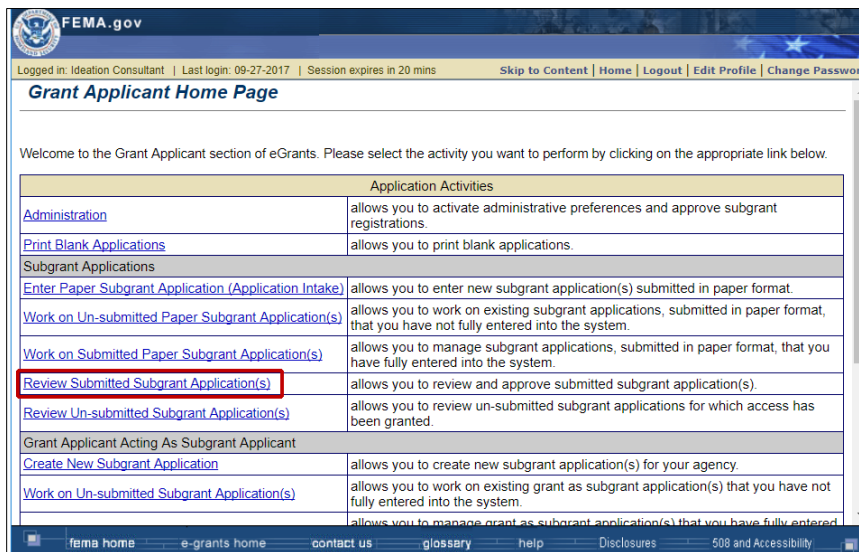 FEMA.gov
Logged in: Ideation Consultant | Last login: 09-27-2017 | Session expires in 20 mins Skip to Content | Home | Logout | Edit Profile | Change Passwor
Grant Applicant Home Page
Welcome to the Grant Applicant section of eGrants. Please select the activity you want to perform by clicking on the appropriate link below.
Application Activities
Administration
allows you to activate administrative preferences and approve subgrant
registrations.
Print Blank Applications
allows you to print blank applications.
Subgrant Applications
Enter Paper Subgrant Application (Application Intake)
allows you to enter new subgrant application(s) submitted in paper format.
Work on Un-submitted Paper Subgrant Application(s)
allows you to work on existing subgrant applications, submitted in paper format,
that you have not fully entered into the system.
Work on Submitted Paper Subgrant Application(s)
allows you to manage subgrant applications, submitted in paper format, that you
have fully entered into the system.
Review Submitted Subgrant Application(s)
allows you to review and approve submitted subgrant application(s).
Review Un-submitted Subgrant Application(s)
allows you to review un-submitted subgrant applications for which access has
been granted.
Grant Applicant Acting As Subgrant Applicant
Create New Subgrant Application
allows you to create new subgrant application(s) for your agency.
Work on Un-submitted Subgrant Application(s)
allows you to work on existing grant as subgrant application(s) that you have not
fully entered into the system.
allows you to manage grant as subgrant application(s) that you have fully entered
fema home e-grants home contact us glossary help Disclosures 508 and Accessibility